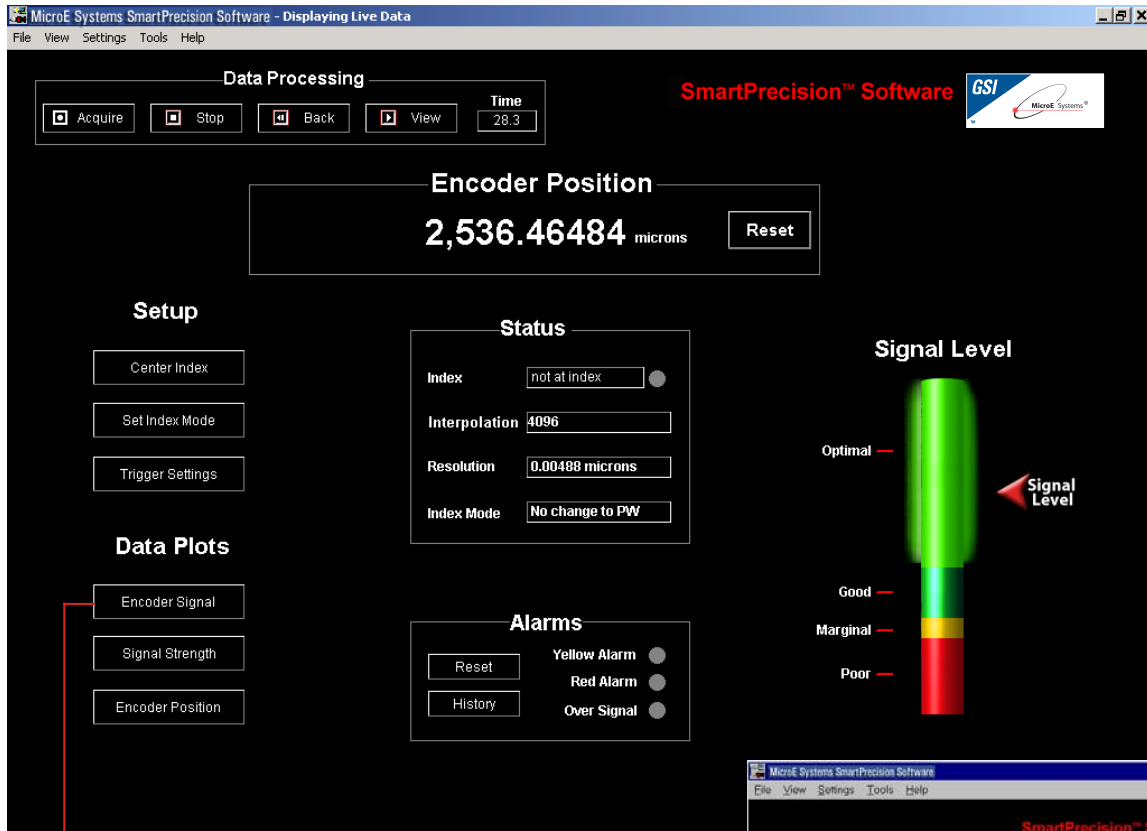 MicroE Systems SmartPrecision Software - Displaying Live Data
File View Settings Tools Help
Data Processing
Acquire Stop Back View
Time
28.3
SmartPrecision™ Software
GSI
MicroE Systems®
Encoder Position
2,536.46484 microns
Reset
Setup
Center Index
Set Index Mode
Trigger Settings
Data Plots
Encoder Signal
Signal Strength
Encoder Position
Status
Index not at index
Interpolation 4096
Resolution 0.00488 microns
Index Mode No change to PW
Alarms
Reset
History
Yellow Alarm
Red Alarm
Over Signal
Signal Level
Optimal
Good
Marginal
Poor
Signal
Level
MicroE Systems SmartPrecision Software
File View Settings Tools Help
SmartPrecision